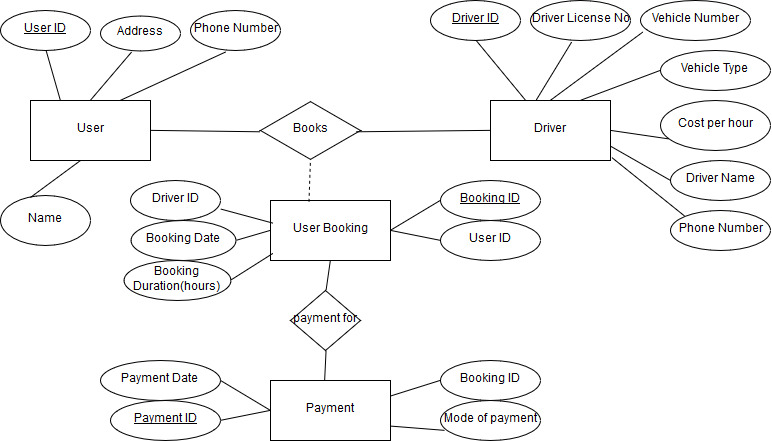 User ID
Address
Phone Number
Driver ID
Driver License No
Vehicle Number
Vehicle Type
User
Books
Driver
Cost per hour
Driver Name
Name
Driver ID
Booking ID
Phone Number
Booking Date
User Booking
User ID
Booking
Duration(hours)
payment for
Payment Date
Booking ID
Payment ID
Payment
Mode of payment